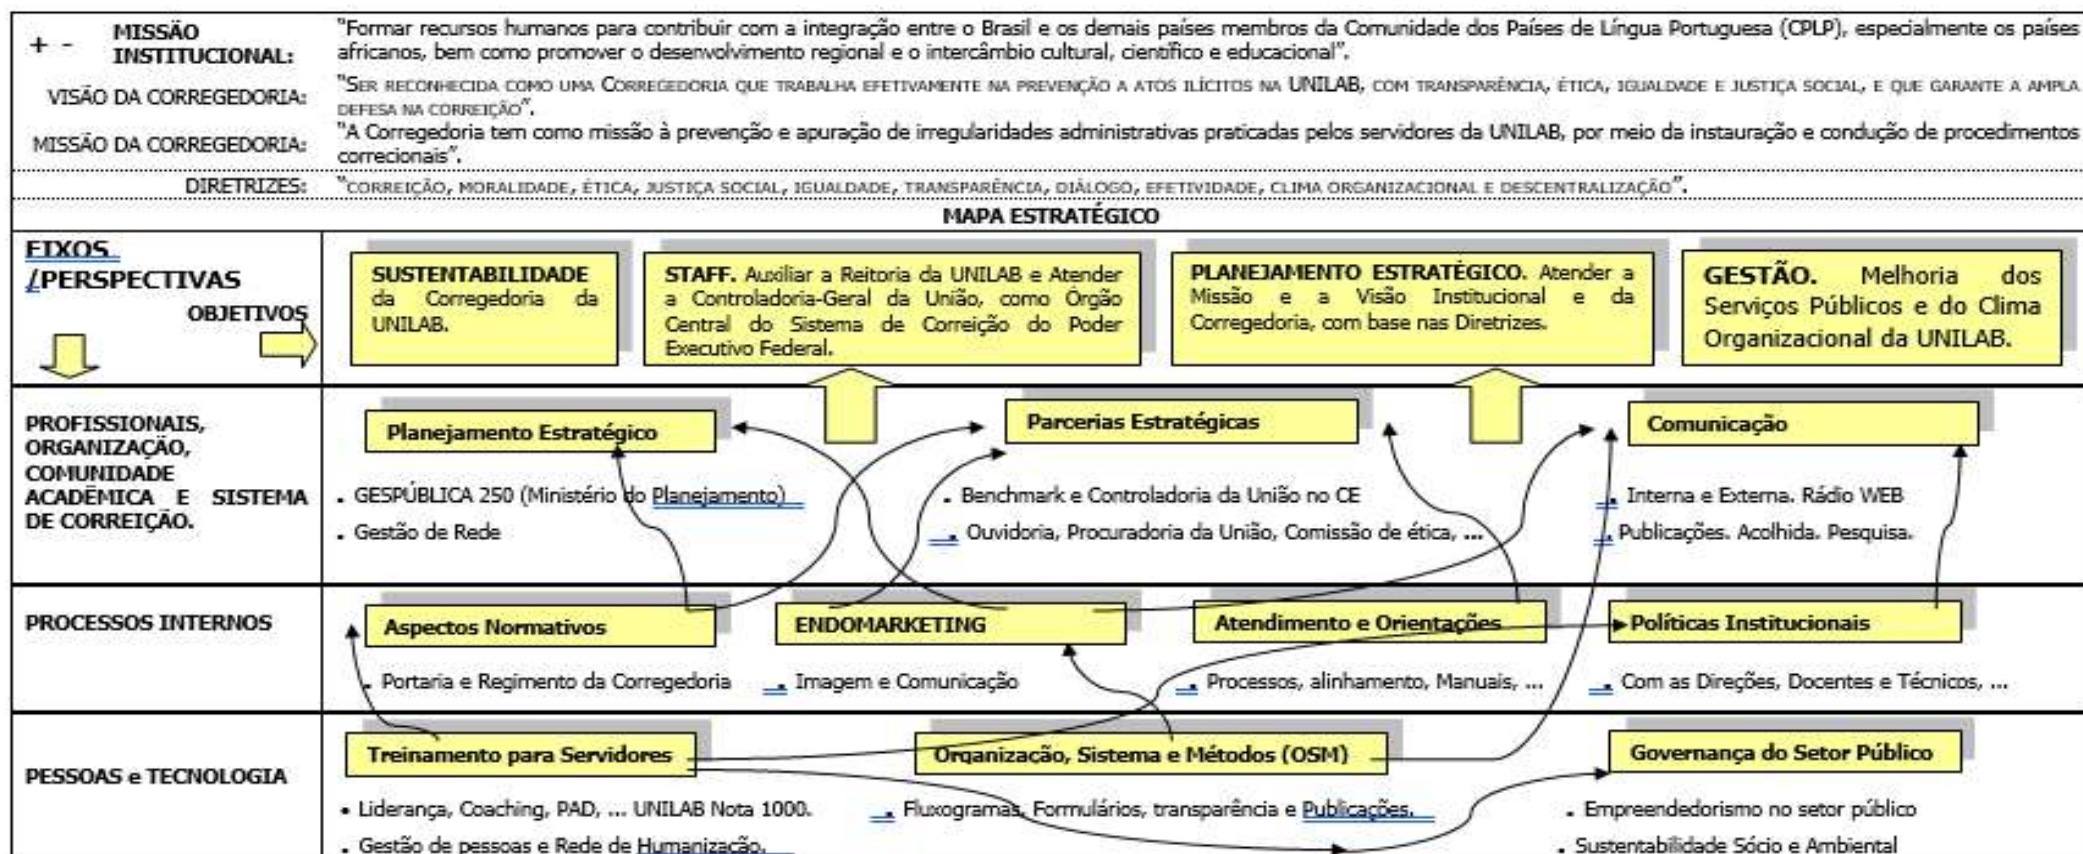 + - MISSÃO INSTITUCIONAL:
"Formar recursos humanos para contribuir com a integração entre o Brasil e os demais países membros da Comunidade dos Países de Língua Portuguesa (CPLP), especialmente os países
africanos, bem como promover o desenvolvimento regional e o intercâmbio cultural, científico e educacional".
VISÃO DA CORREGEDORIA:
"SER RECONHECIDA COMO UMA CORREGEDORIA QUE TRABALHA EFETIVAMENTE NA PREVENÇÃO A ATOS ILÍCITOS NA UNILAB, COM TRANSPARÊNCIA, ÉTICA, IGUALDADE E JUSTIÇA SOCIAL, E QUE GARANTE A AMPLA
DEFESA NA CORREIÇÃO".
MISSÃO DA CORREGEDORIA:
"A Corregedoria tem como missão à prevenção e apuração de irregularidades administrativas praticadas pelos servidores da UNILAB, por meio da instauração e condução de procedimentos
correcionais".
DIRETRIZES:
"CORREIÇÃO, MORALIDADE, ÉTICA, JUSTIÇA SOCIAL, IGUALDADE, TRANSPARÊNCIA, DIÁLOGO, EFETIVIDADE, CLIMA ORGANIZACIONAL E DESCENTRALIZAÇÃO".
MAPA ESTRATÉGICO
EIXOS
/PERSPECTIVAS
OBJETIVOS
SUSTENTABILIDADE
da Corregedoria da
UNILAB.
STAFF. Auxiliar a Reitoria da UNILAB e Atender
a Controladoria-Geral da União, como Órgão
Central do Sistema de Correição do Poder
Executivo Federal.
PLANEJAMENTO ESTRATÉGICO. Atender a
Missão e a Visão Institucional e da
Corregedoria, com base nas Diretrizes.
GESTÃO. Melhoria dos
Serviços Públicos e do Clima
Organizacional da UNILAB.
PROFISSIONAIS,
ORGANIZAÇÃO,
COMUNIDADE
ACADÊMICA E SISTEMA
DE CORREIÇÃO.
Planejamento Estratégico
. GESPÚBLICA 250 (Ministério do Planejamento)
. Gestão de Rede
Parcerias Estratégicas
. Benchmark e Controladoria da União no CE
. Ouvidoria, Procuradoria da União, Comissão de ética, ...
Comunicação
. Interna e Externa. Rádio WEB
. Publicações. Acolhida. Pesquisa.
PROCESSOS INTERNOS
Aspectos Normativos
. Portaria e Regimento da Corregedoria
ENDOMARKETING
. Imagem e Comunicação
Atendimento e Orientações
. Processos, alinhamento, Manuais, ...
Políticas Institucionais
. Com as Direções, Docentes e Técnicos, ...
PESSOAS e TECNOLOGIA
Treinamento para Servidores
. Liderança, Coaching, PAD, ... UNILAB Nota 1000.
. Gestão de pessoas e Rede de Humanização.
Organização, Sistema e Métodos (OSM)
. Fluxogramas, Formulários, transparência e Publicações.
Governança do Setor Público
. Empreendedorismo no setor público
. Sustentabilidade Sócio e Ambiental